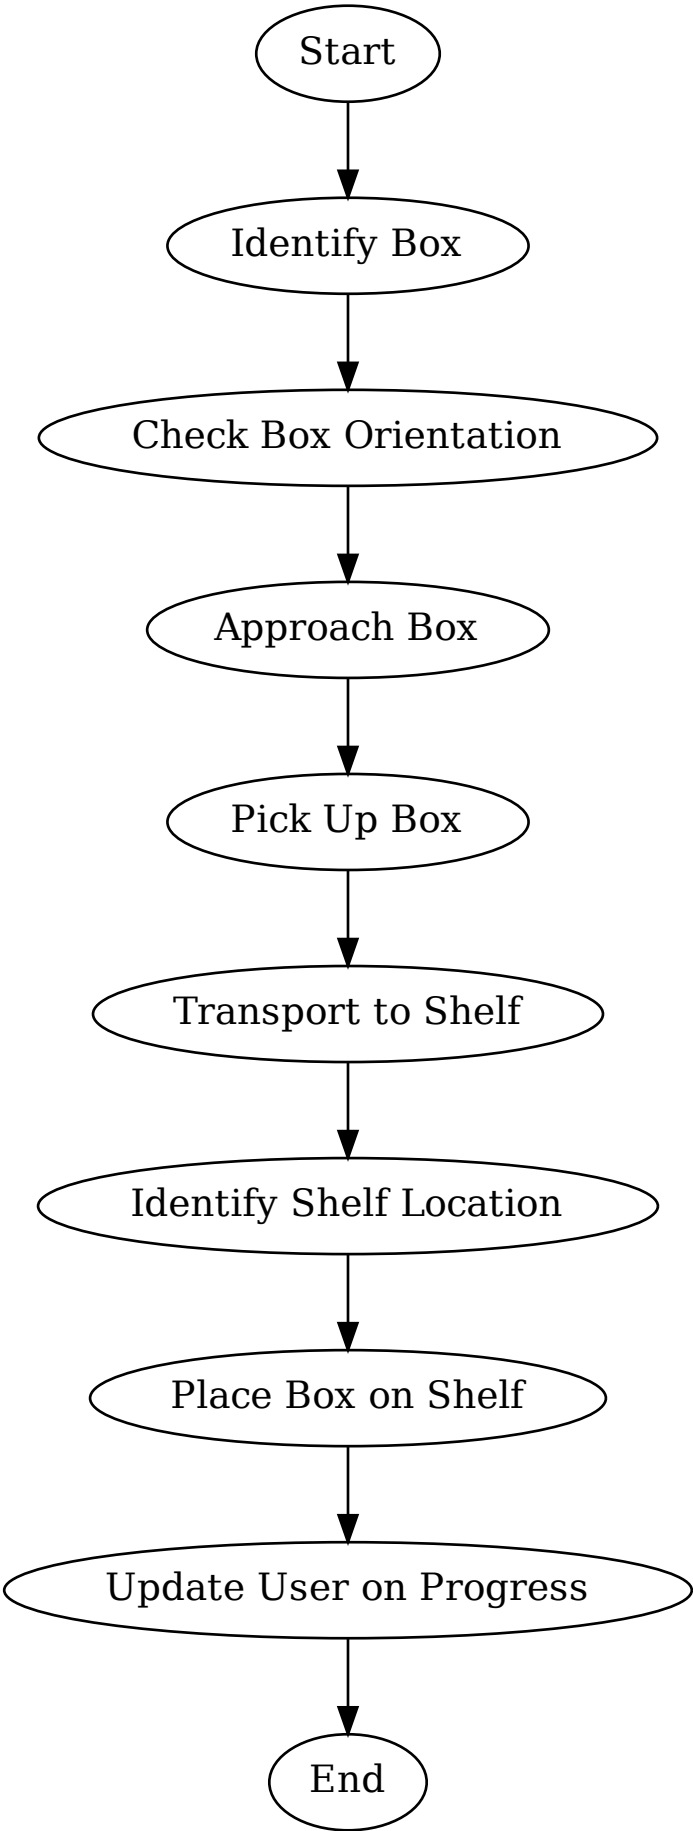 Start
Identify Box
Check Box Orientation
Approach Box
Pick Up Box
Transport to Shelf
Identify Shelf Location
Place Box on Shelf
Update User on Progress
End